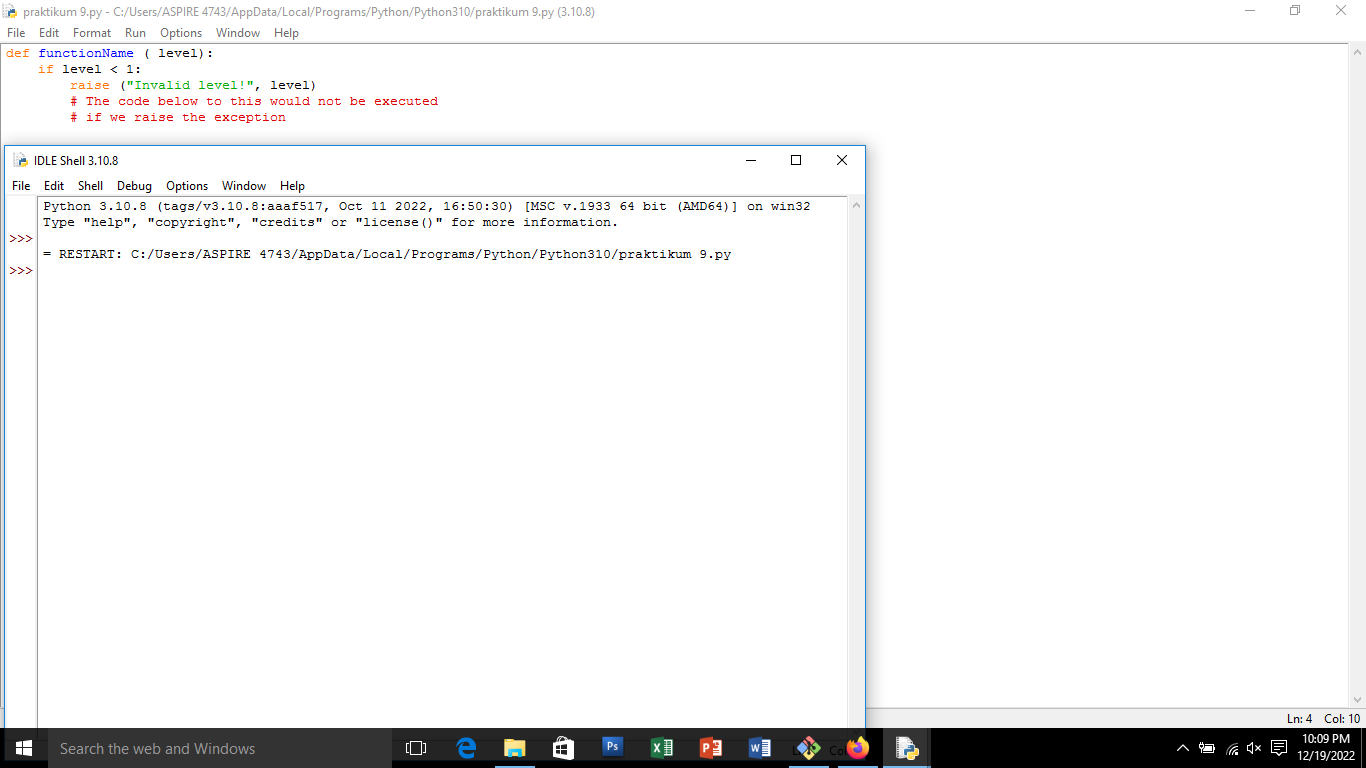 praktikum 9.py - C:/Users/ASPIRE 4743/AppData/Local/Programs/Python/Python310/praktikum 9.py (3.10.8)
File Edit Format Run Options Window Help
def functionName ( level):
    if level < 1:
        raise ("Invalid level!", level)
        # The code below to this would not be executed
        # if we raise the exception
IDLE Shell 3.10.8
File Edit Shell Debug Options Window Help
Python 3.10.8 (tags/v3.10.8:aaaf517, Oct 11 2022, 16:50:30) [MSC v.1933 64 bit (AMD64)] on win32
Type "help", "copyright", "credits" or "license()" for more information.
>>>
= RESTART: C:/Users/ASPIRE 4743/AppData/Local/Programs/Python/Python310/praktikum 9.py
>>>
Ln: 4 Col: 10
Search the web and Windows
Ps
10:09 PM
12/19/2022